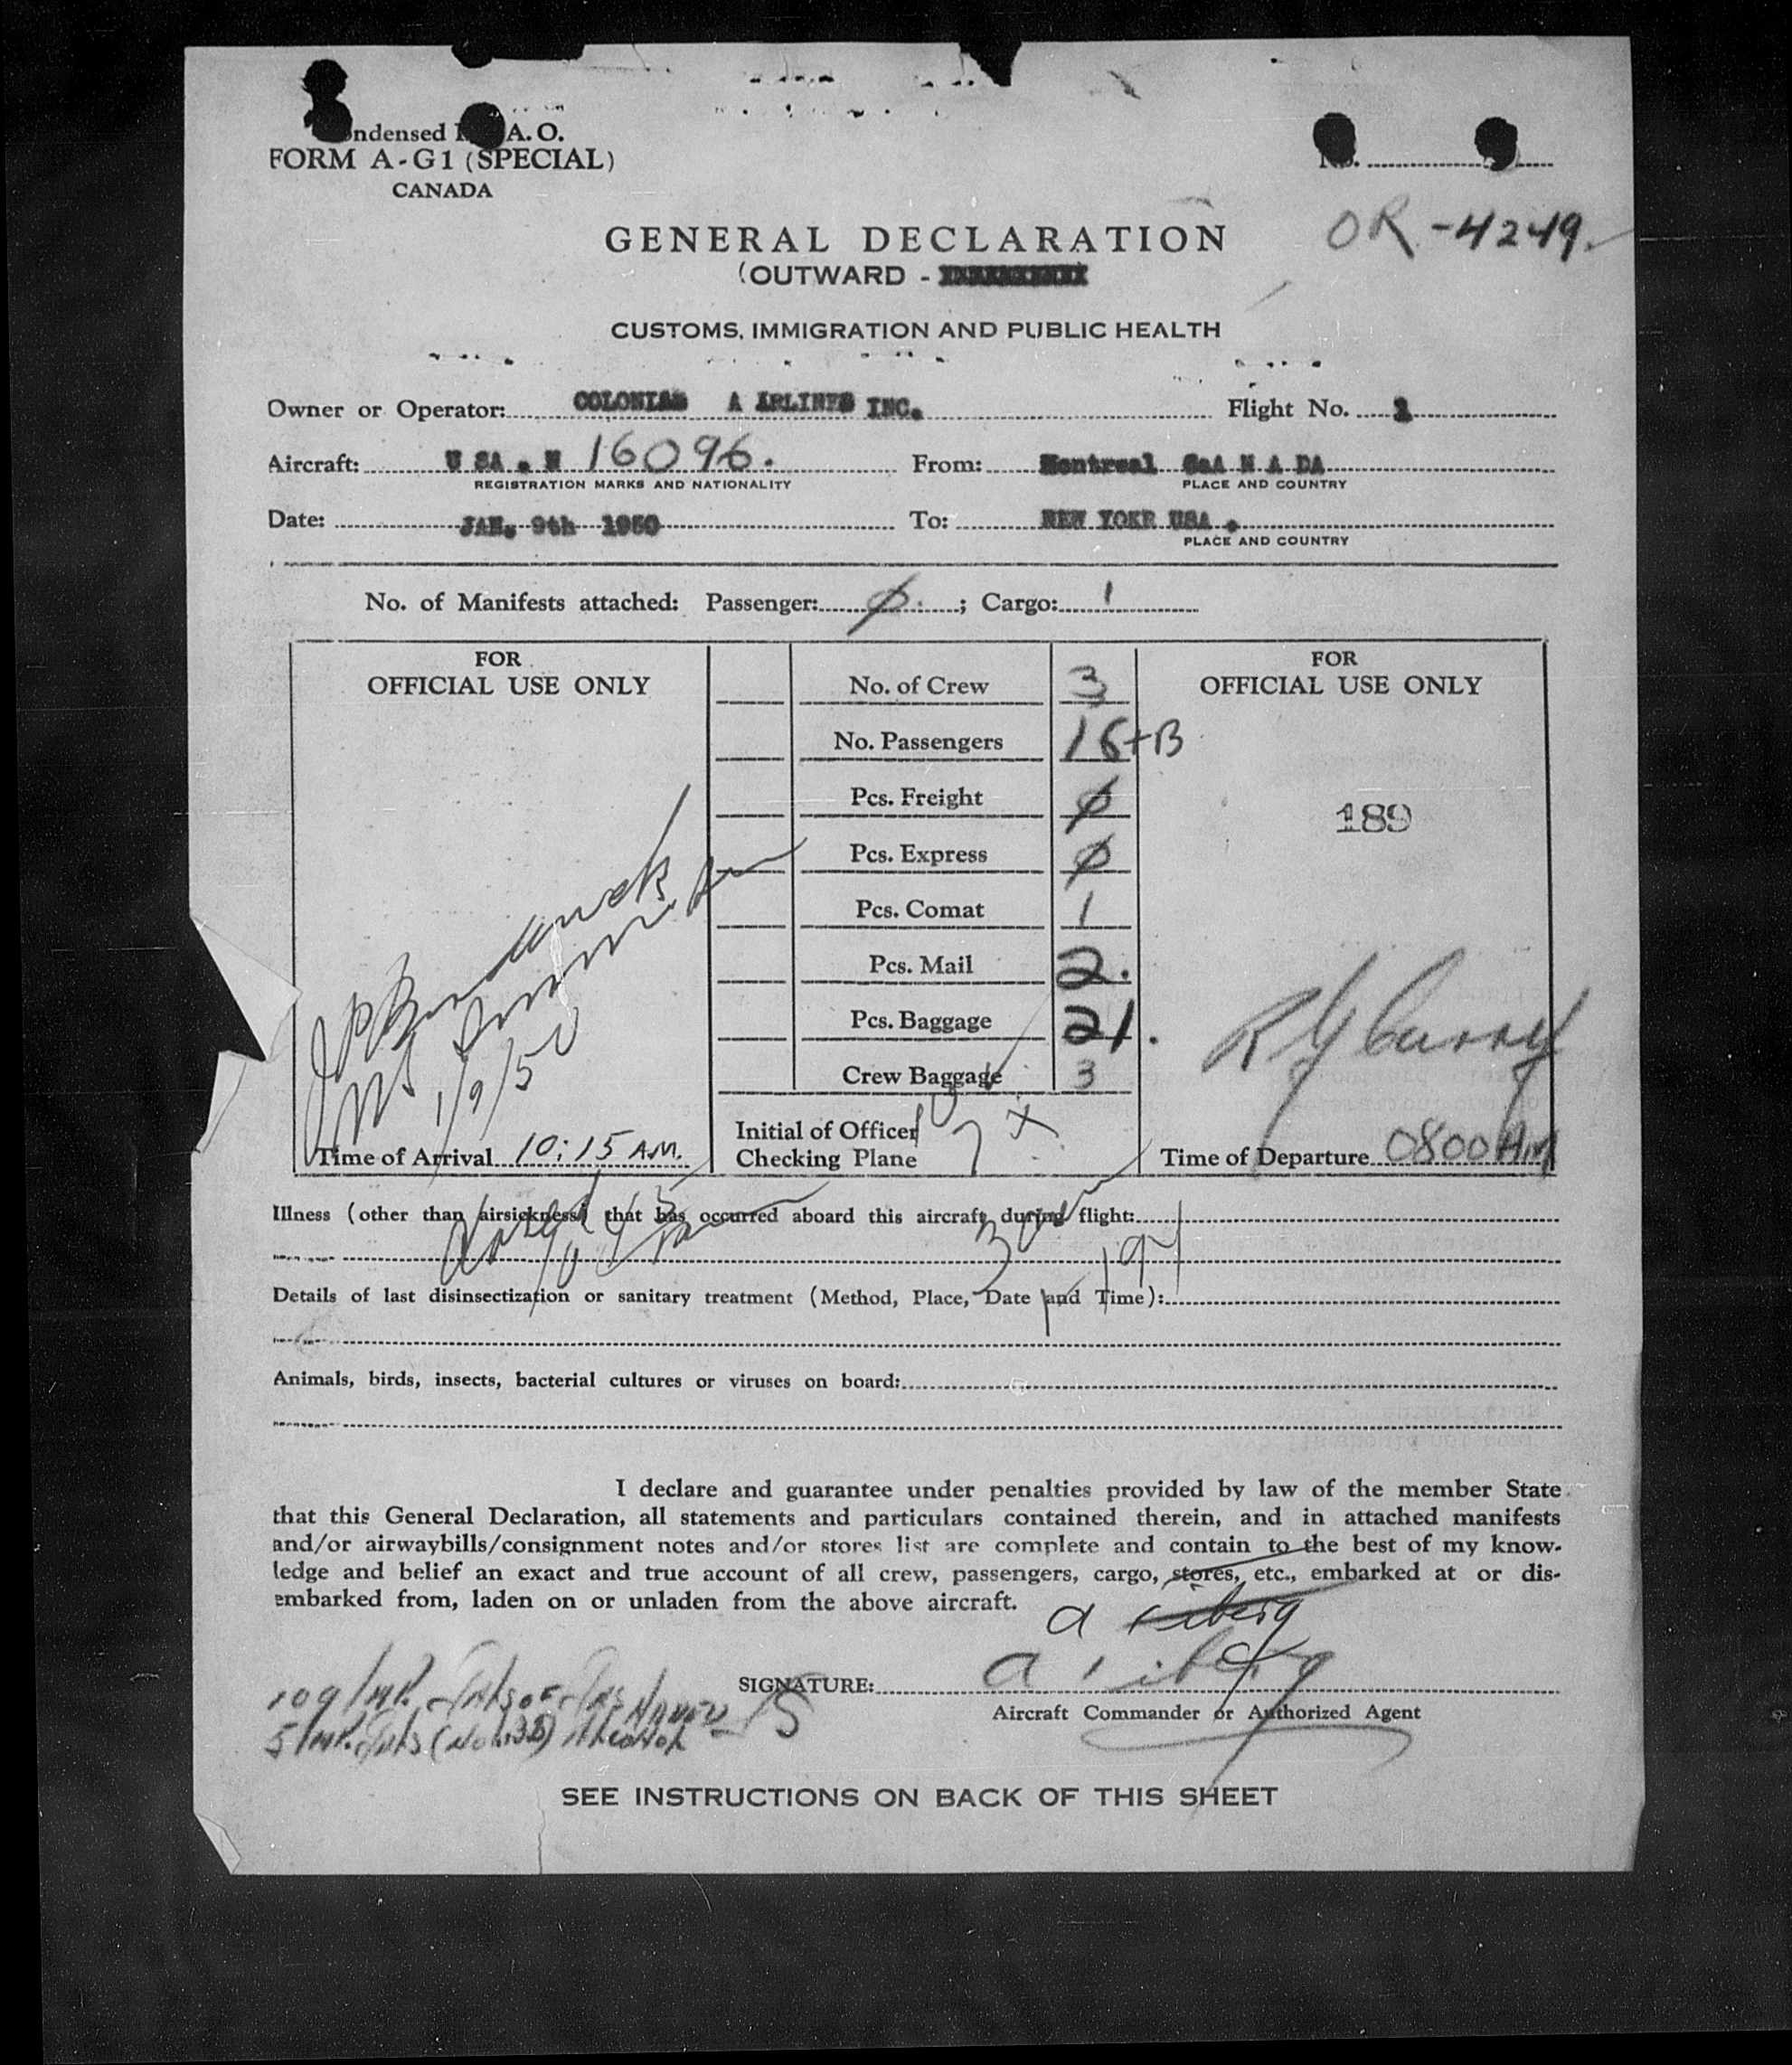 ndensed A. O.
FORM A-G1 (SPECIAL)
CANADA
No.
OR-4249.
GENERAL DECLARATION
(OUTWARD -
CUSTOMS, IMMIGRATION AND PUBLIC HEALTH
Owner or Operator: COLONIAL A IRLINES INC. Flight No. 1
Aircraft: U SA . N 16096. From: Montreal CaA N A DA
REGISTRATION MARKS AND NATIONALITY PLACE AND COUNTRY
Date: JAN. 9th 1950 To: NEW YOKR USA .
PLACE AND COUNTRY
No. of Manifests attached: Passenger: ∅. ; Cargo: 1
FOR
OFFICIAL USE ONLY
No. of Crew 3
No. Passengers 16+B
Pcs. Freight ∅
Pcs. Express ∅
Pcs. Comat 1
Pcs. Mail 2.
Pcs. Baggage 21.
Crew Baggage 3
Initial of Officer
Checking Plane
FOR
OFFICIAL USE ONLY
189
1/9/50
Time of Arrival 10:15 A.M.
Time of Departure 0800 AM
Illness (other than airsickness) that has occurred aboard this aircraft during flight:
Details of last disinsectization or sanitary treatment (Method, Place, Date and Time):
Animals, birds, insects, bacterial cultures or viruses on board:
I declare and guarantee under penalties provided by law of the member State
that this General Declaration, all statements and particulars contained therein, and in attached manifests
and/or airwaybills/consignment notes and/or stores list are complete and contain to the best of my know-
ledge and belief an exact and true account of all crew, passengers, cargo, stores, etc., embarked at or dis-
embarked from, laden on or unladen from the above aircraft.
SIGNATURE:
Aircraft Commander or Authorized Agent
SEE INSTRUCTIONS ON BACK OF THIS SHEET